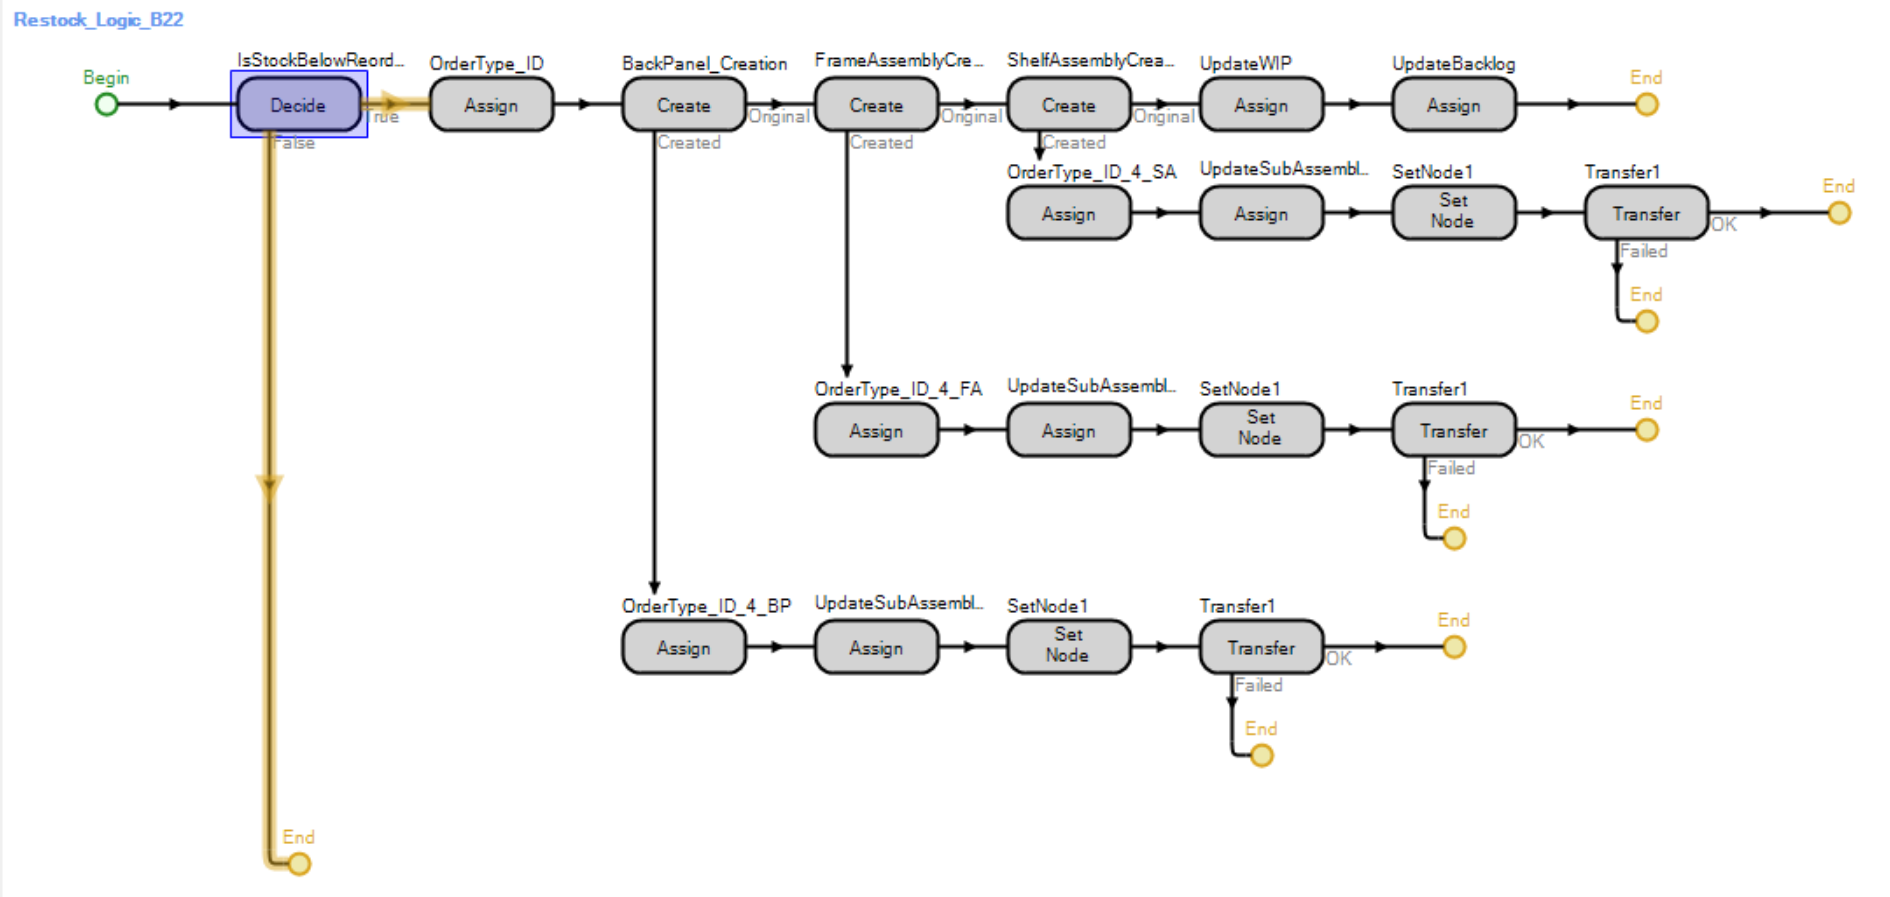 Restock_Logic_B22
IsStockBelowReord...
OrderType_ID
BackPanel_Creation
FrameAssemblyCre...
ShelfAssemblyCrea...
UpdateWIP
UpdateBacklog
Begin
End
Decide
Assign
Create
Create
Create
Assign
Assign
True
Original
Original
Original
False
Created
Created
Created
OrderType_ID_4_SA
UpdateSubAssembl...
SetNode1
Transfer1
End
Assign
Assign
Set
Node
Transfer
OK
Failed
End
OrderType_ID_4_FA
UpdateSubAssembl...
SetNode1
Transfer1
End
Assign
Assign
Set
Node
Transfer
OK
Failed
End
OrderType_ID_4_BP
UpdateSubAssembl...
SetNode1
Transfer1
End
Assign
Assign
Set
Node
Transfer
OK
Failed
End
End